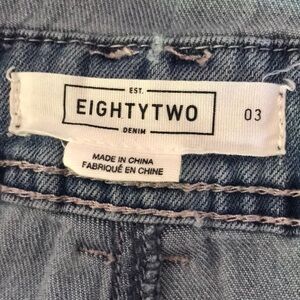 EST.
EIGHTYTWO
DENIM
03
MADE IN CHINA
FABRIQUÉ EN CHINE